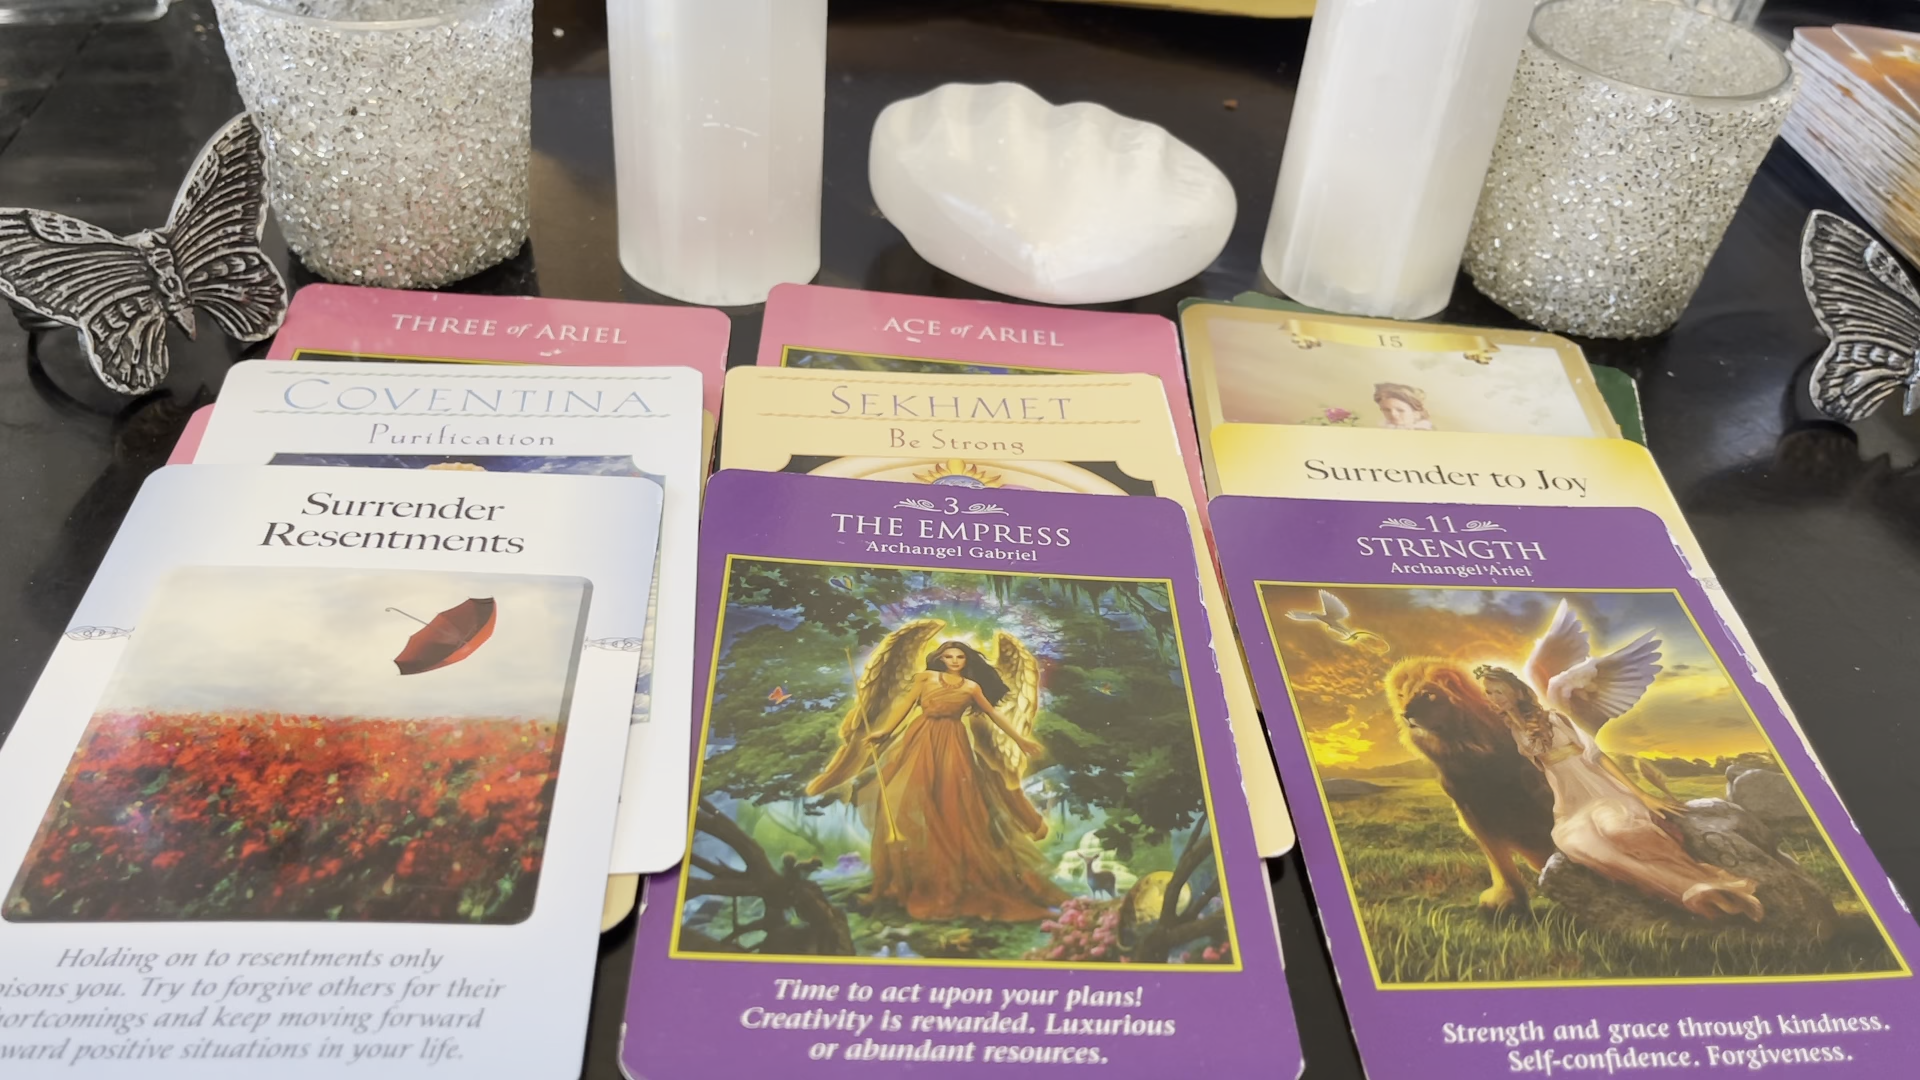 THREE of ARIEL
ACE of ARIEL
15
COVENTINA
Purification
SEKHMET
Be Strong
Surrender to Joy
Surrender
Resentments
Holding on to resentments only
you. Try to forgive others for their
and keep moving forward
positive situations in your life.
3
THE EMPRESS
Archangel Gabriel
Time to act upon your plans!
Creativity is rewarded. Luxurious
or abundant resources.
11
STRENGTH
Archangel Ariel
Strength and grace through kindness.
Self-confidence. Forgiveness.